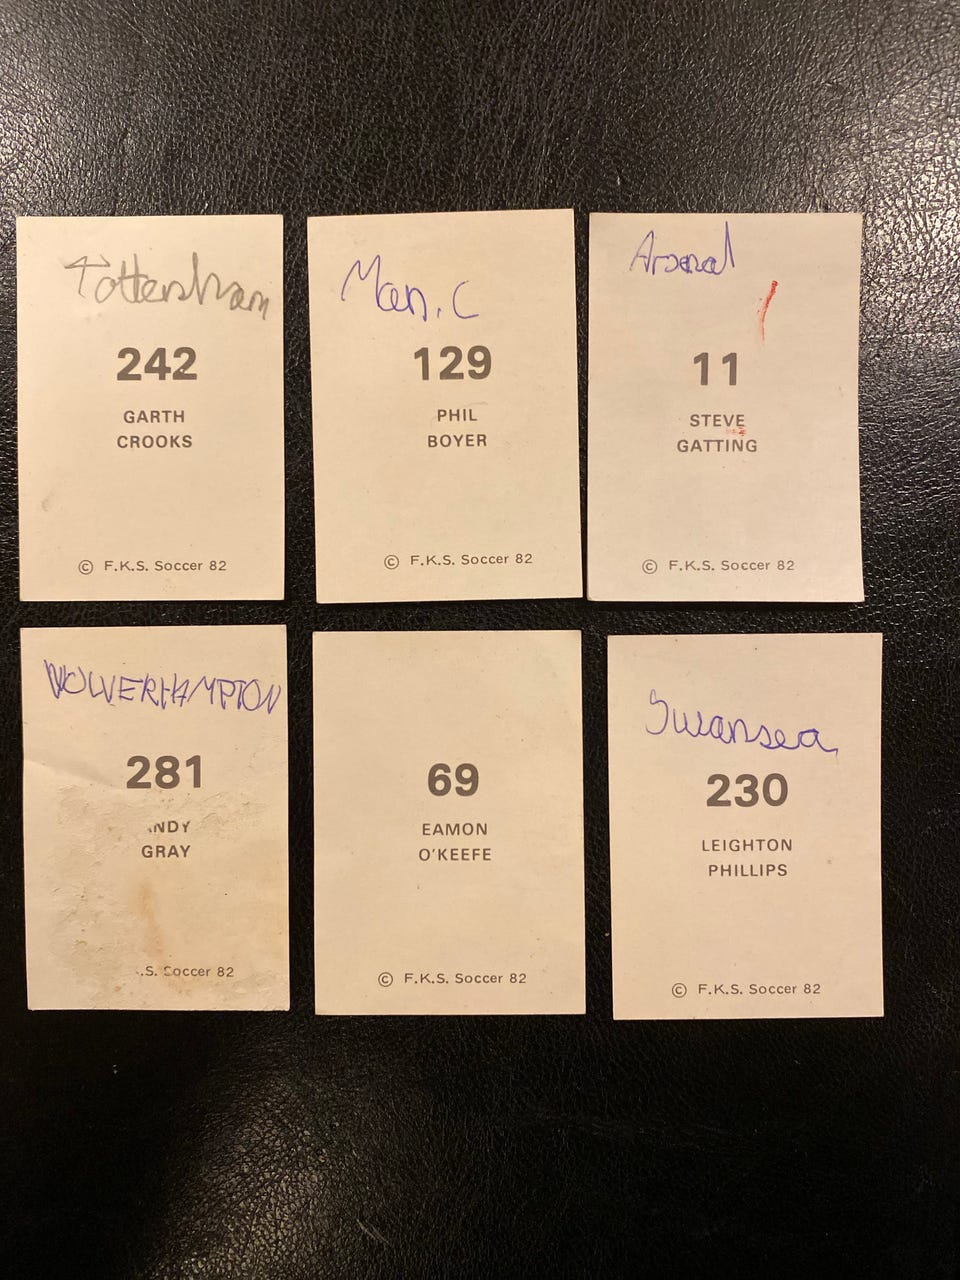 Tottenham
242
GARTH
CROOKS
© F.K.S. Soccer 82
Man. C
129
PHIL
BOYER
© F.K.S. Soccer 82
Arsenal
11
STEVE
GATTING
© F.K.S. Soccer 82
WOLVERHAMPTON
281
NDY
GRAY
.S. Soccer 82
69
EAMON
O'KEEFE
© F.K.S. Soccer 82
Swansea
230
LEIGHTON
PHILLIPS
© F.K.S. Soccer 82